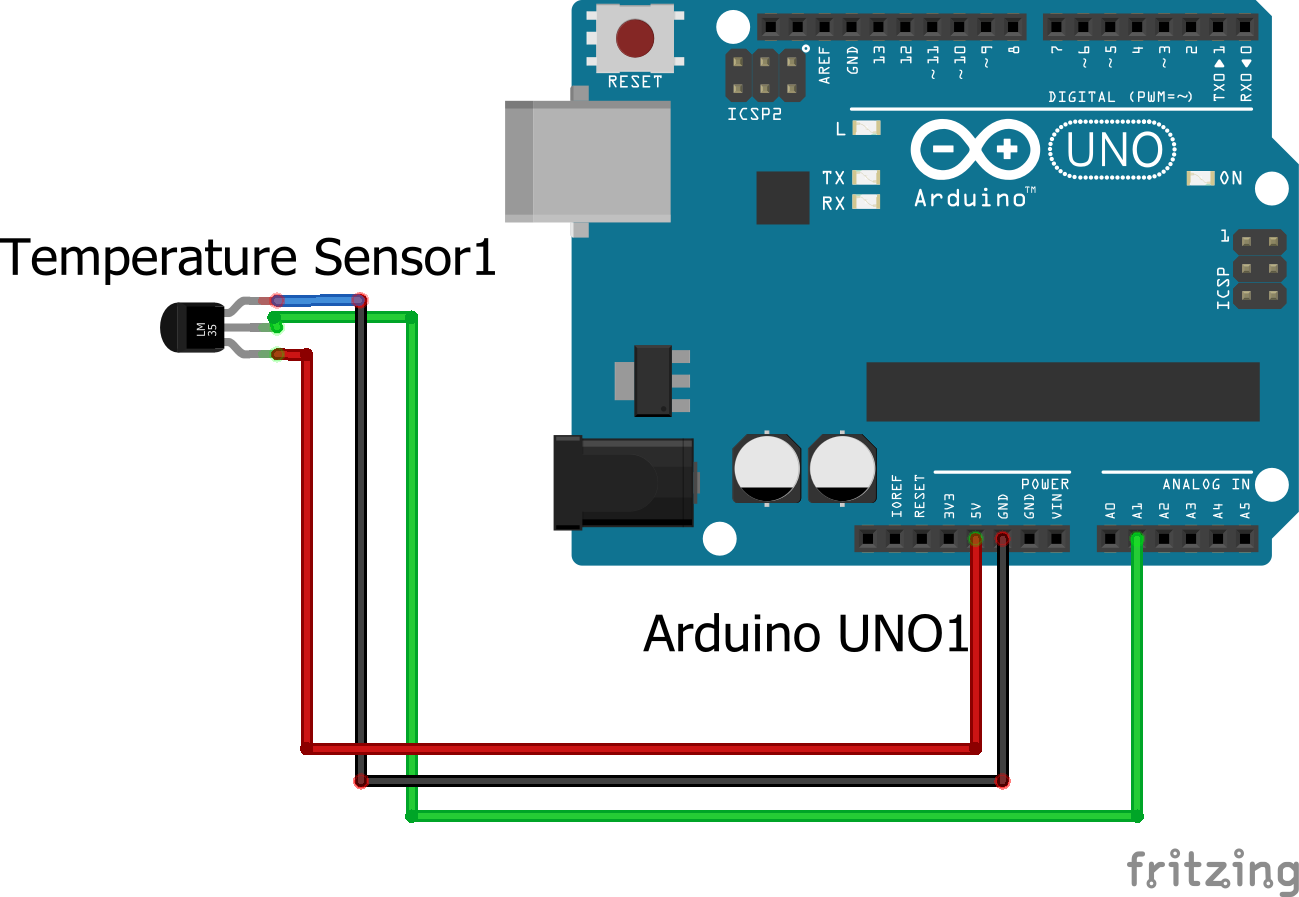 RESET
AREF
GND
13
12
~11
~10
~9
8
7
~6
~5
4
~3
2
TX0▶1
RX0◀0
DIGITAL (PWM=~)
ICSP2
L
TX
RX
Arduino™
UNO
ON
1
ICSP
Temperature Sensor1
LM
35
POWER
ANALOG IN
IOREF
RESET
3V3
5V
GND
GND
VIN
A0
A1
A2
A3
A4
A5
Arduino UNO1
fritzing